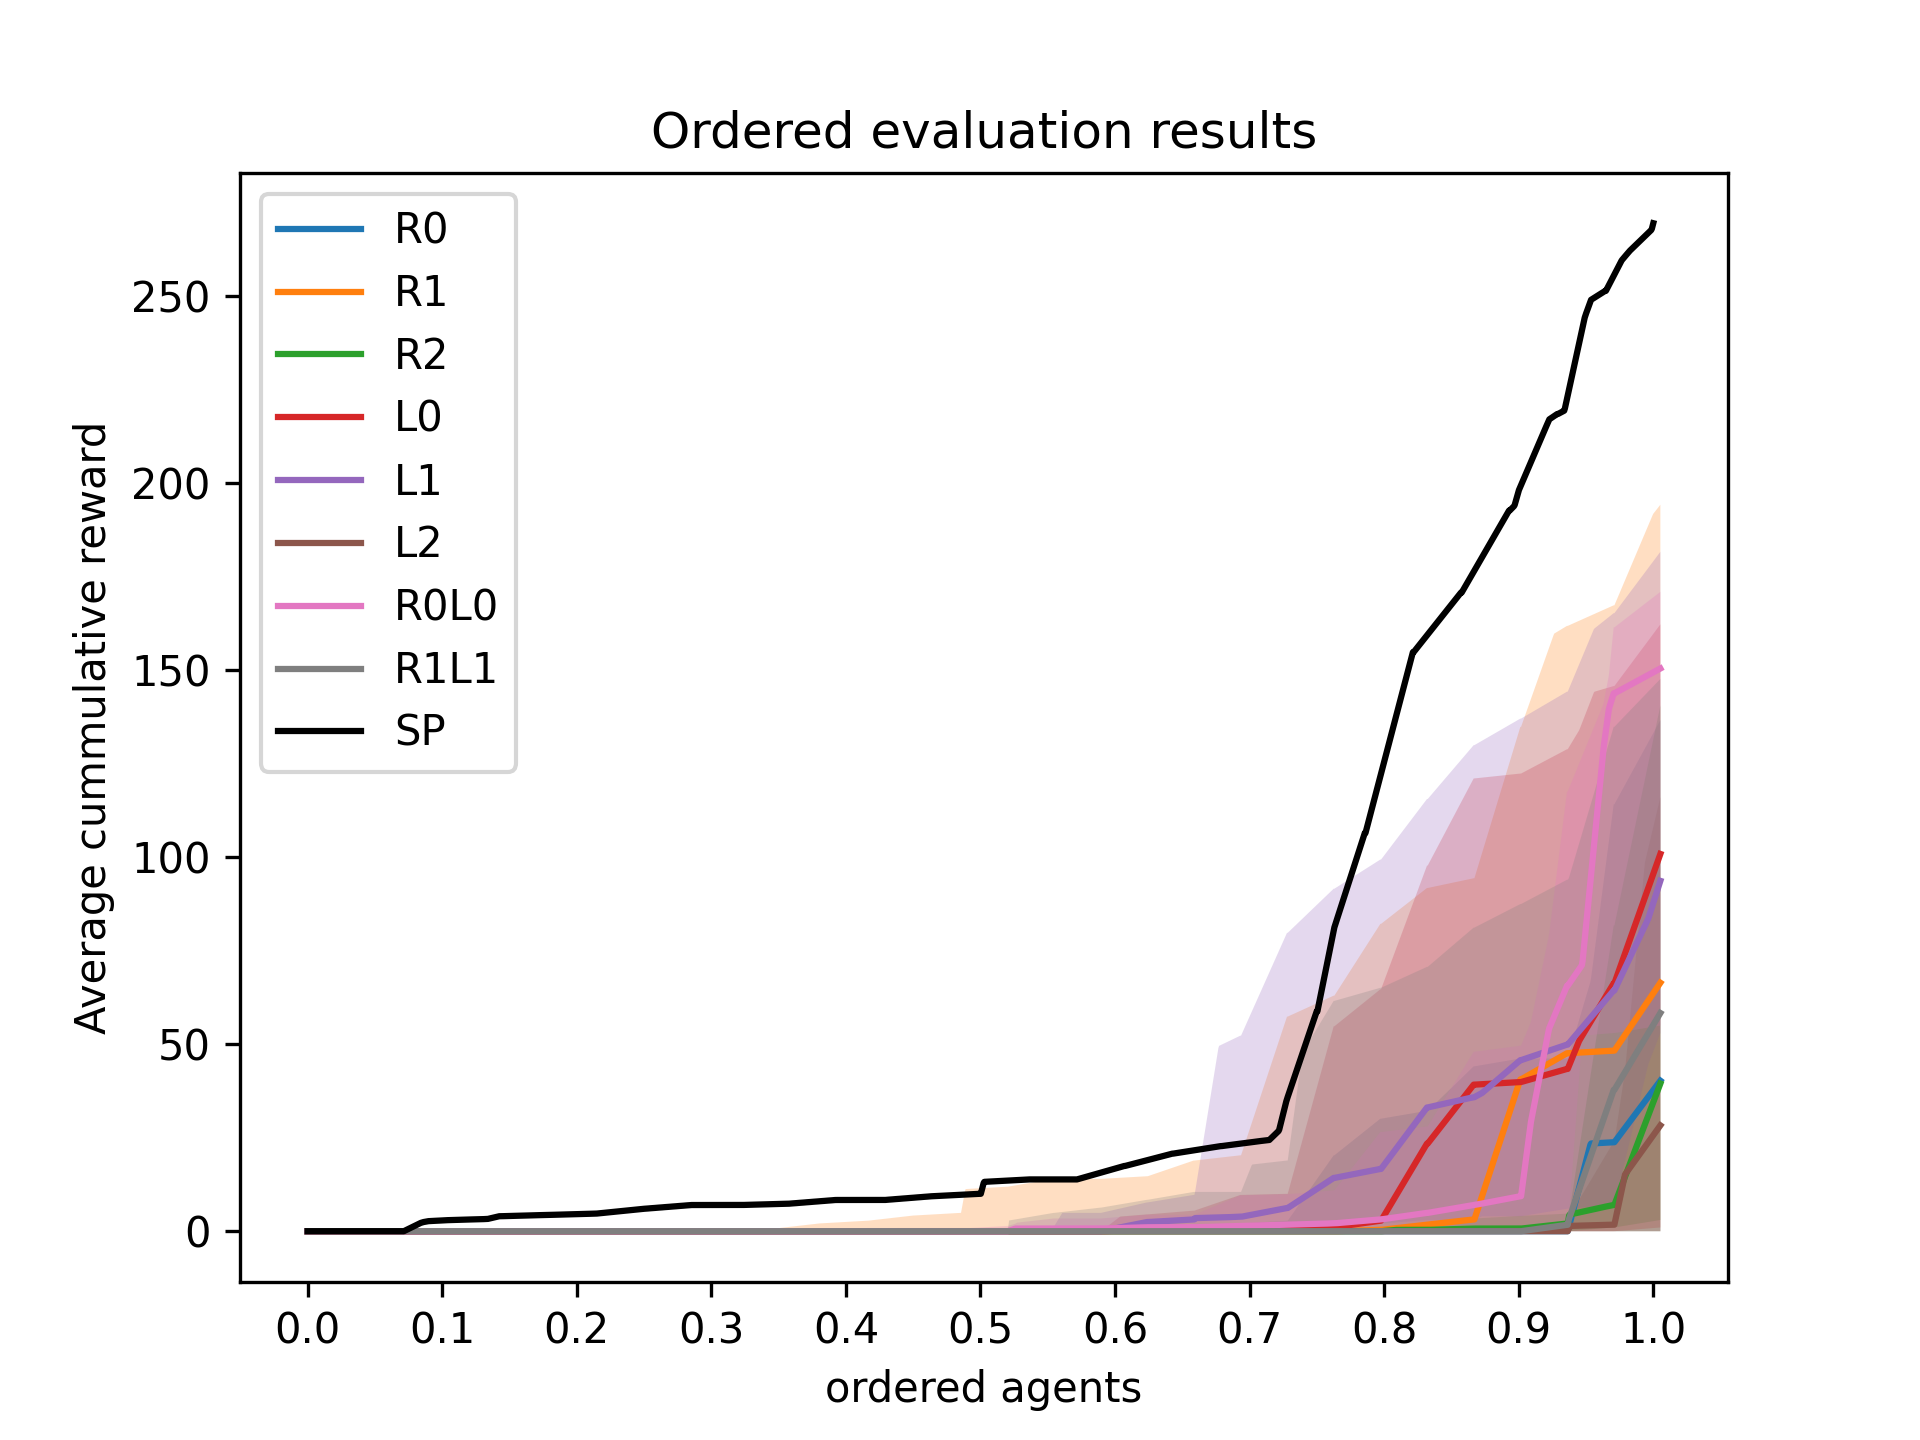 Ordered evaluation results
R0
R1
R2
L0
L1
L2
R0L0
R1L1
SP
250
200
150
100
50
0
Average cummulative reward
0.0 0.1 0.2 0.3 0.4 0.5 0.6 0.7 0.8 0.9 1.0
ordered agents